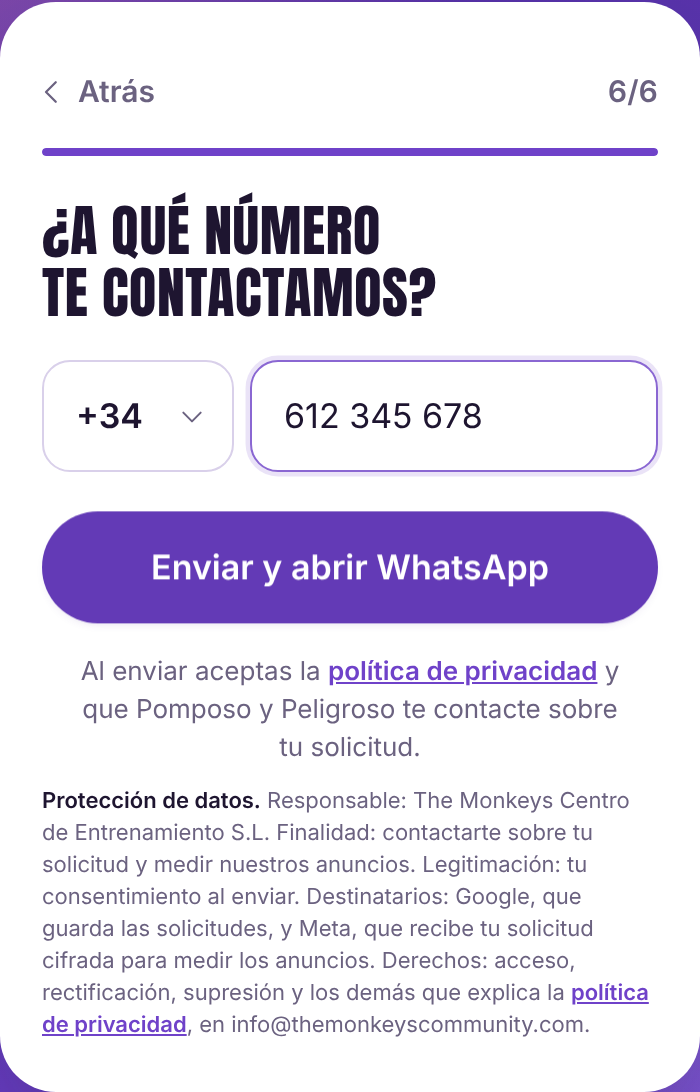 Atrás
6/6
¿A QUÉ NÚMERO
TE CONTACTAMOS?
+34
612 345 678
Enviar y abrir WhatsApp
Al enviar aceptas la política de privacidad y
que Pomposo y Peligroso te contacte sobre
tu solicitud.
Protección de datos. Responsable: The Monkeys Centro
de Entrenamiento S.L. Finalidad: contactarte sobre tu
solicitud y medir nuestros anuncios. Legitimación: tu
consentimiento al enviar. Destinatarios: Google, que
guarda las solicitudes, y Meta, que recibe tu solicitud
cifrada para medir los anuncios. Derechos: acceso,
rectificación, supresión y los demás que explica la política
de privacidad, en info@themonkeyscommunity.com.